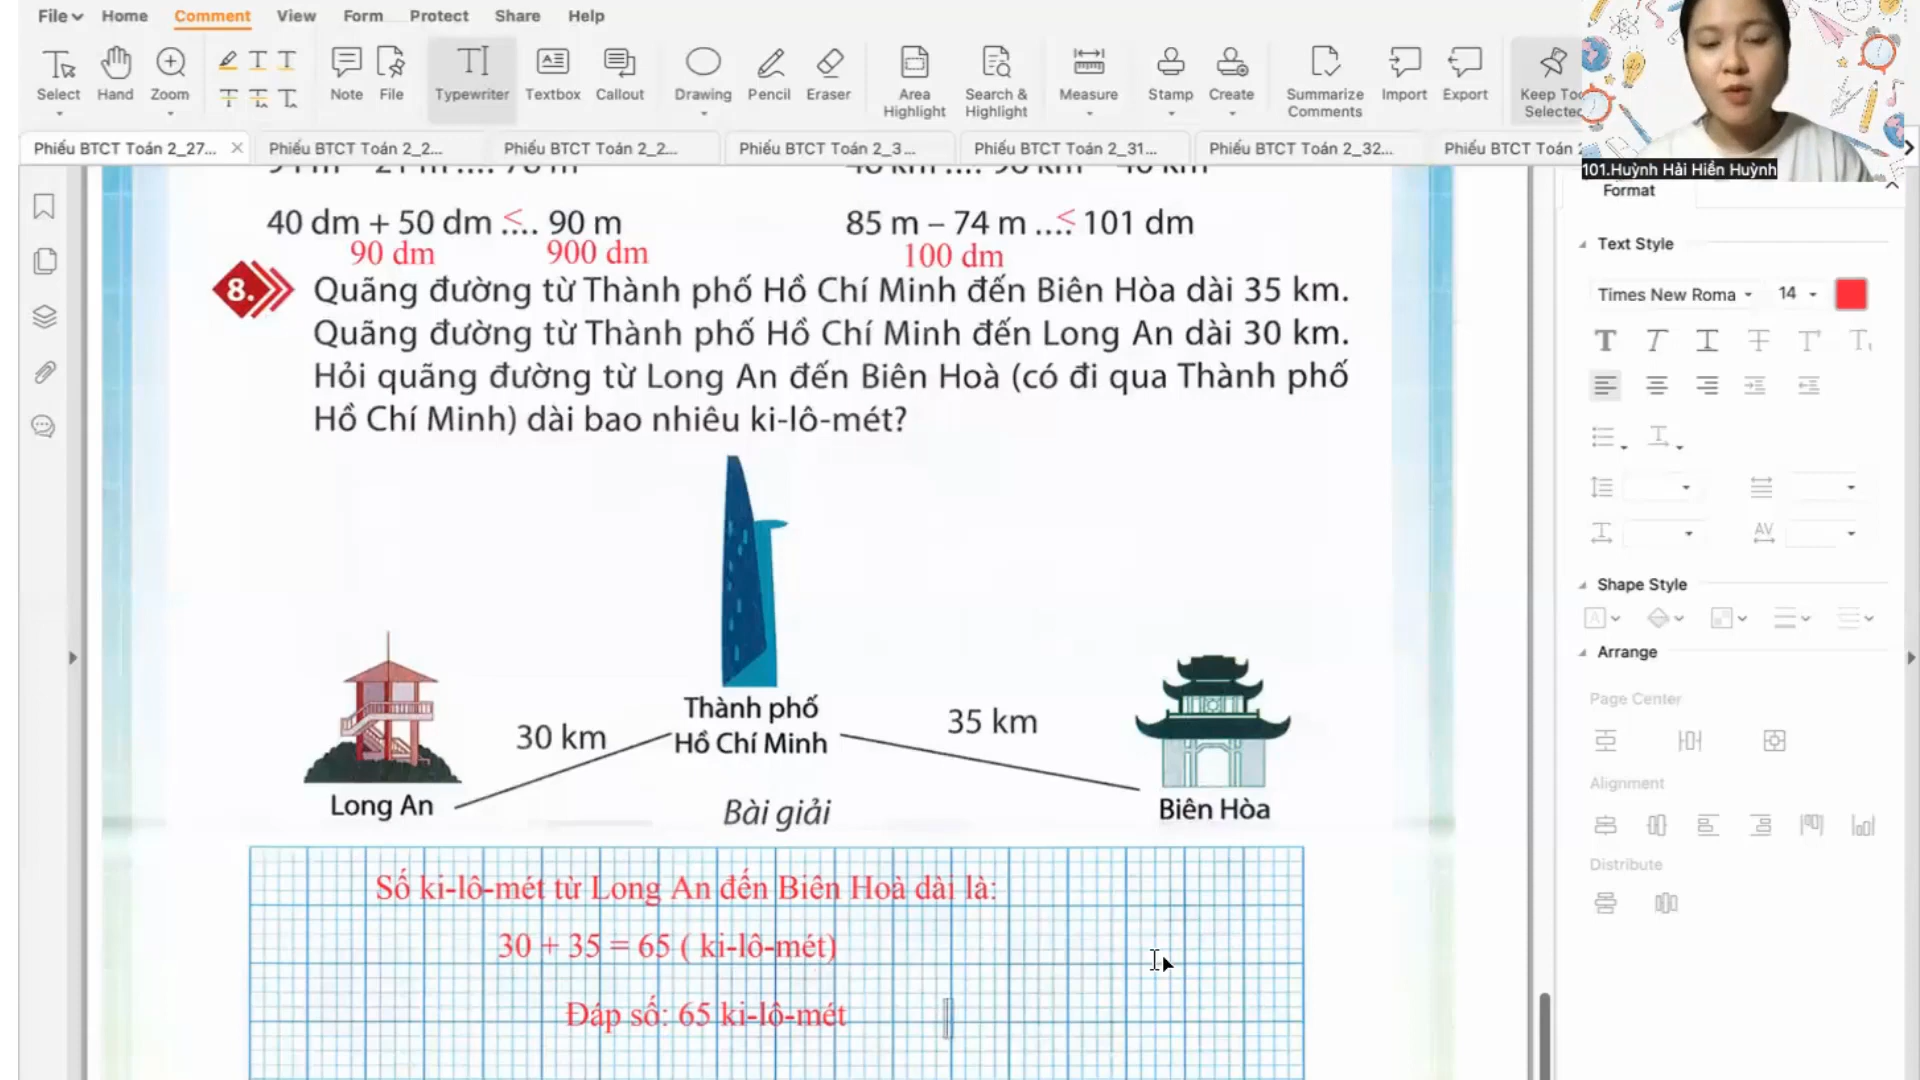 File Home Comment View Form Protect Share Help
Select Hand Zoom Note File Typewriter Textbox Callout Drawing Pencil Eraser Area Highlight Search & Highlight Measure Stamp Create Summarize Comments Import Export Keep Too Selected
Phiếu BTCT Toán 2_27... Phiếu BTCT Toán 2_2... Phiếu BTCT Toán 2_2... Phiếu BTCT Toán 2_3... Phiếu BTCT Toán 2_31... Phiếu BTCT Toán 2_32... Phiếu BTCT Toán 2
101.Huỳnh Hải Hiền Huỳnh
40 dm + 50 dm <.... 90 m
85 m – 74 m ....< 101 dm
90 dm 900 dm 100 dm
8. Quãng đường từ Thành phố Hồ Chí Minh đến Biên Hòa dài 35 km.
Quãng đường từ Thành phố Hồ Chí Minh đến Long An dài 30 km.
Hỏi quãng đường từ Long An đến Biên Hoà (có đi qua Thành phố
Hồ Chí Minh) dài bao nhiêu ki-lô-mét?
Thành phố
Hồ Chí Minh
30 km
35 km
Long An
Biên Hòa
Bài giải
Số ki-lô-mét từ Long An đến Biên Hoà dài là:
30 + 35 = 65 ( ki-lô-mét)
Đáp số: 65 ki-lô-mét
Format
Text Style
Times New Roma 14
Shape Style
Arrange
Page Center
Alignment
Distribute